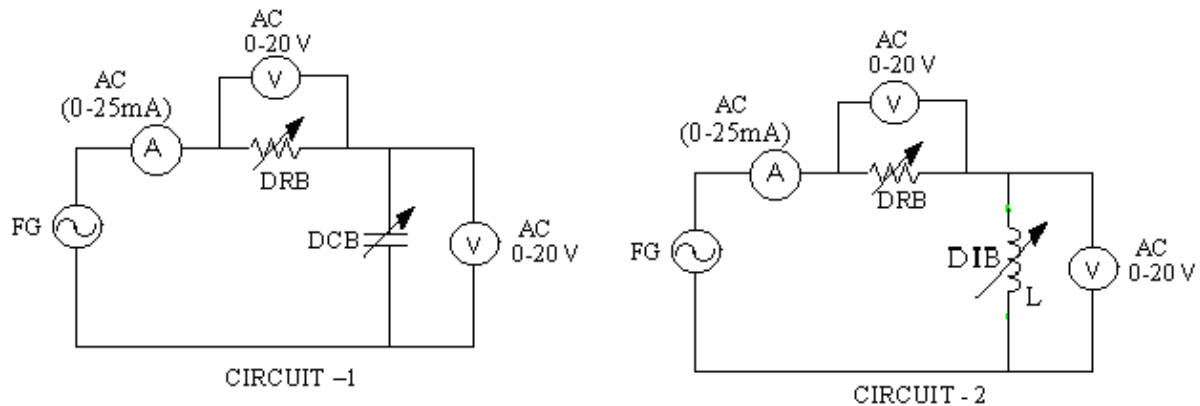 AC
0-20 V
V
AC
(0-25mA)
A
DRB
FG
DCB
V
AC
0-20 V
CIRCUIT –1
AC
0-20 V
V
AC
(0-25mA)
A
DRB
FG
DIB
L
V
AC
0-20 V
CIRCUIT - 2